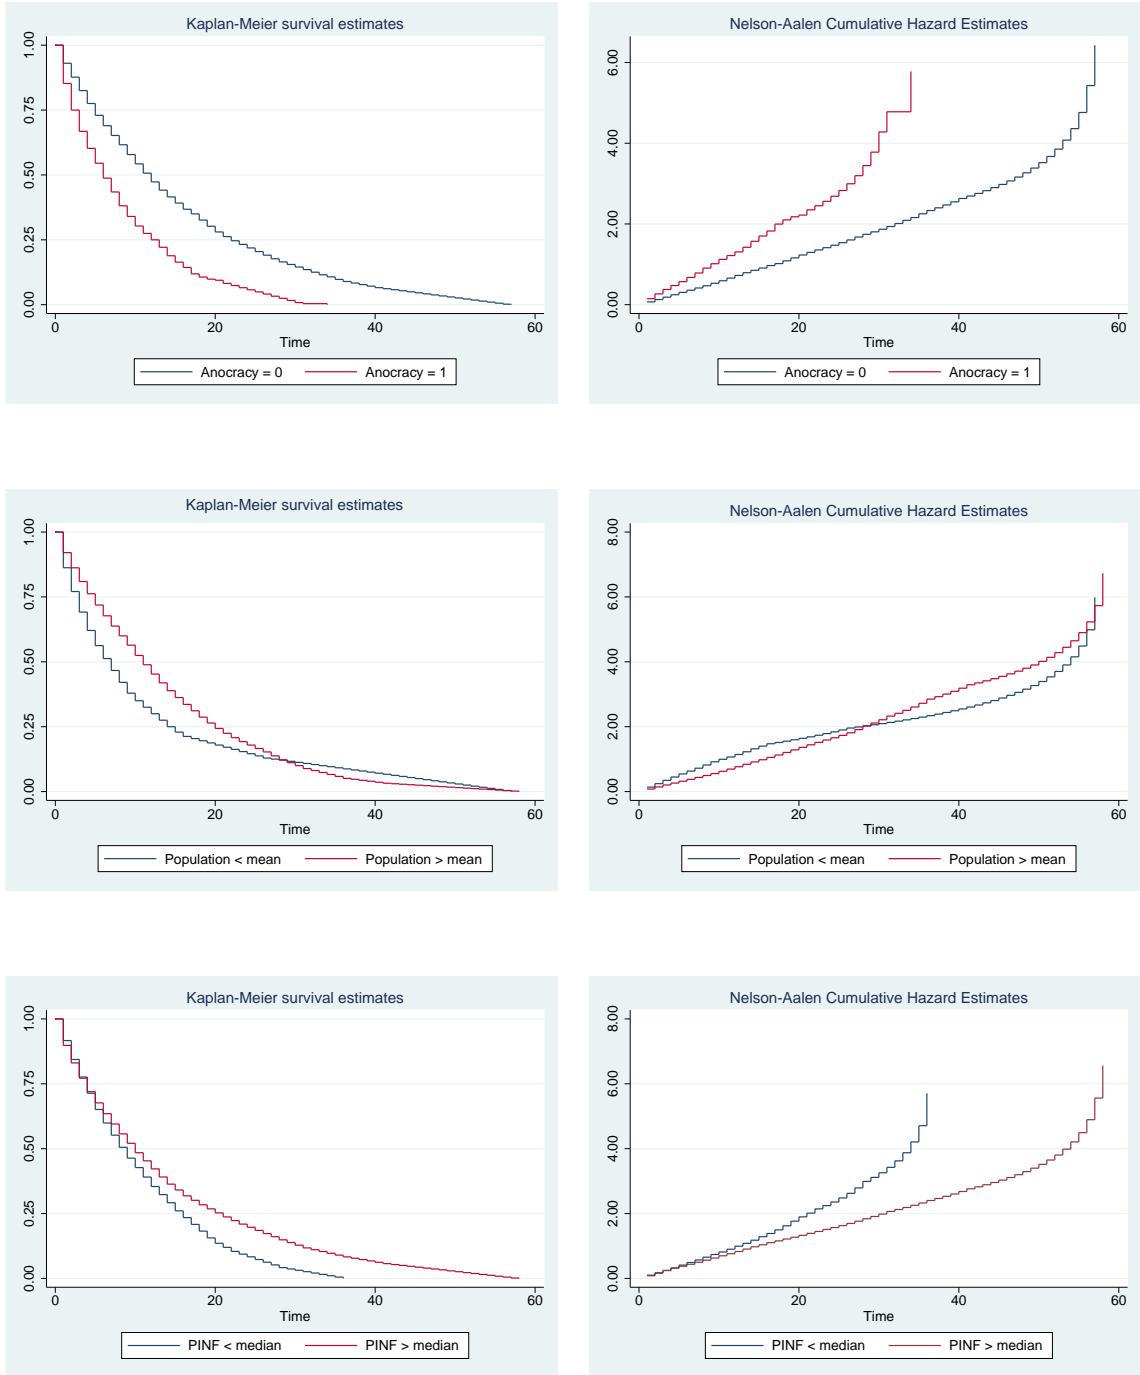 Kaplan-Meier survival estimates
1.00
0.75
0.50
0.25
0.00
0 20 40 60
Time
Anocracy = 0 Anocracy = 1
Nelson-Aalen Cumulative Hazard Estimates
6.00
4.00
2.00
0.00
0 20 40 60
Time
Anocracy = 0 Anocracy = 1
Kaplan-Meier survival estimates
1.00
0.75
0.50
0.25
0.00
0 20 40 60
Time
Population < mean Population > mean
Nelson-Aalen Cumulative Hazard Estimates
8.00
6.00
4.00
2.00
0.00
0 20 40 60
Time
Population < mean Population > mean
Kaplan-Meier survival estimates
1.00
0.75
0.50
0.25
0.00
0 20 40 60
Time
PINF < median PINF > median
Nelson-Aalen Cumulative Hazard Estimates
8.00
6.00
4.00
2.00
0.00
0 20 40 60
Time
PINF < median PINF > median